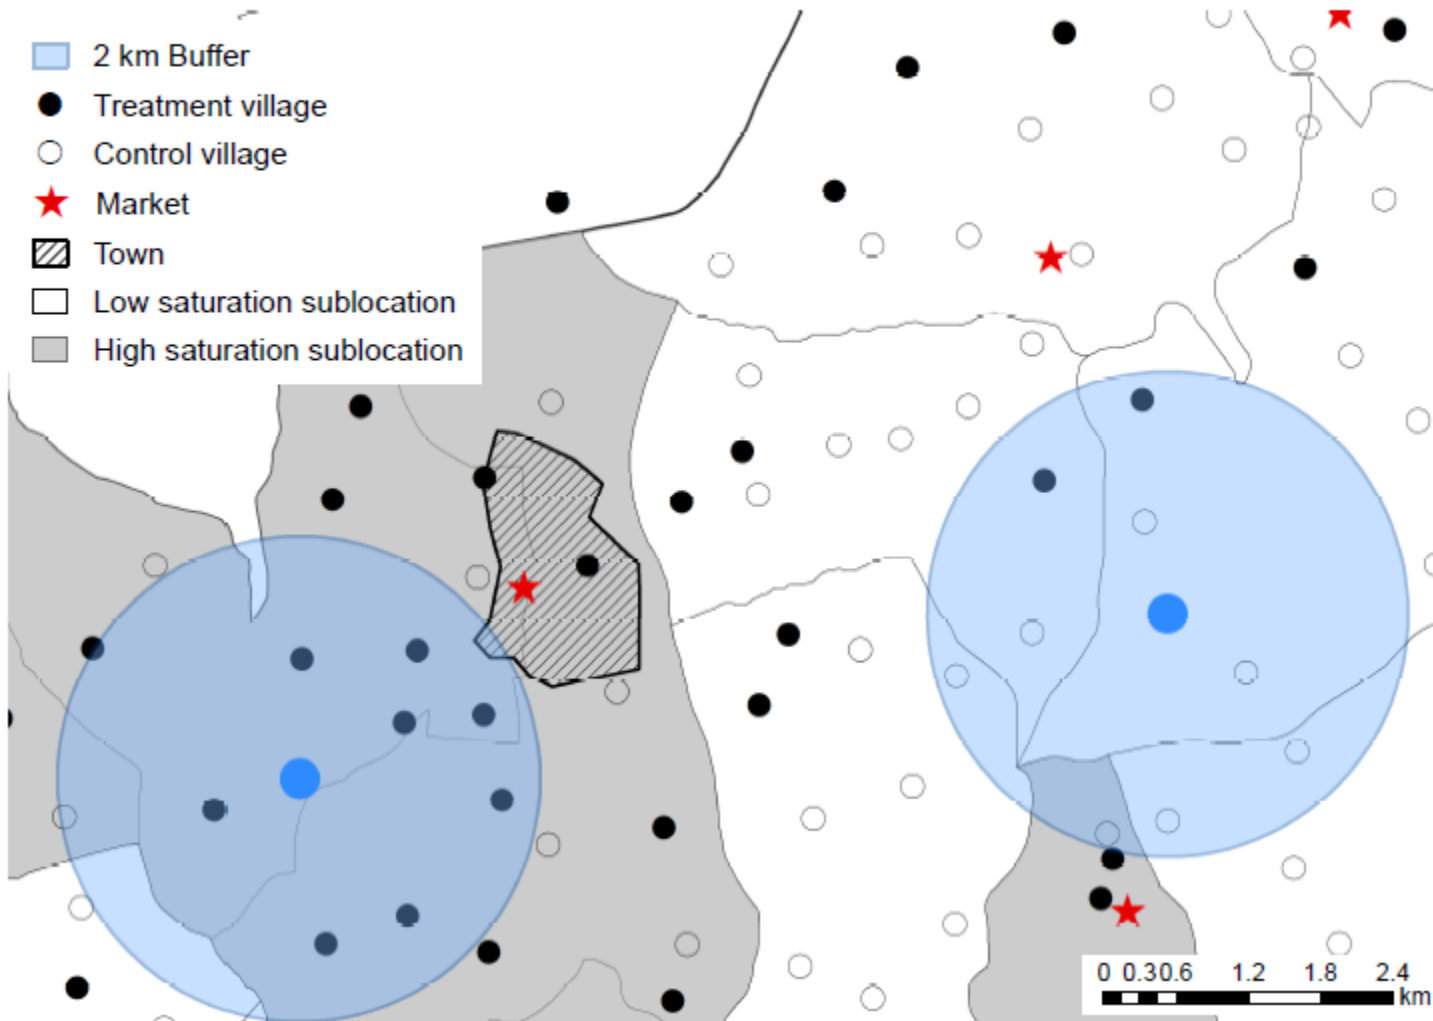 2 km Buffer
Treatment village
Control village
Market
Town
Low saturation sublocation
High saturation sublocation
0 0.30.6 1.2 1.8 2.4
km